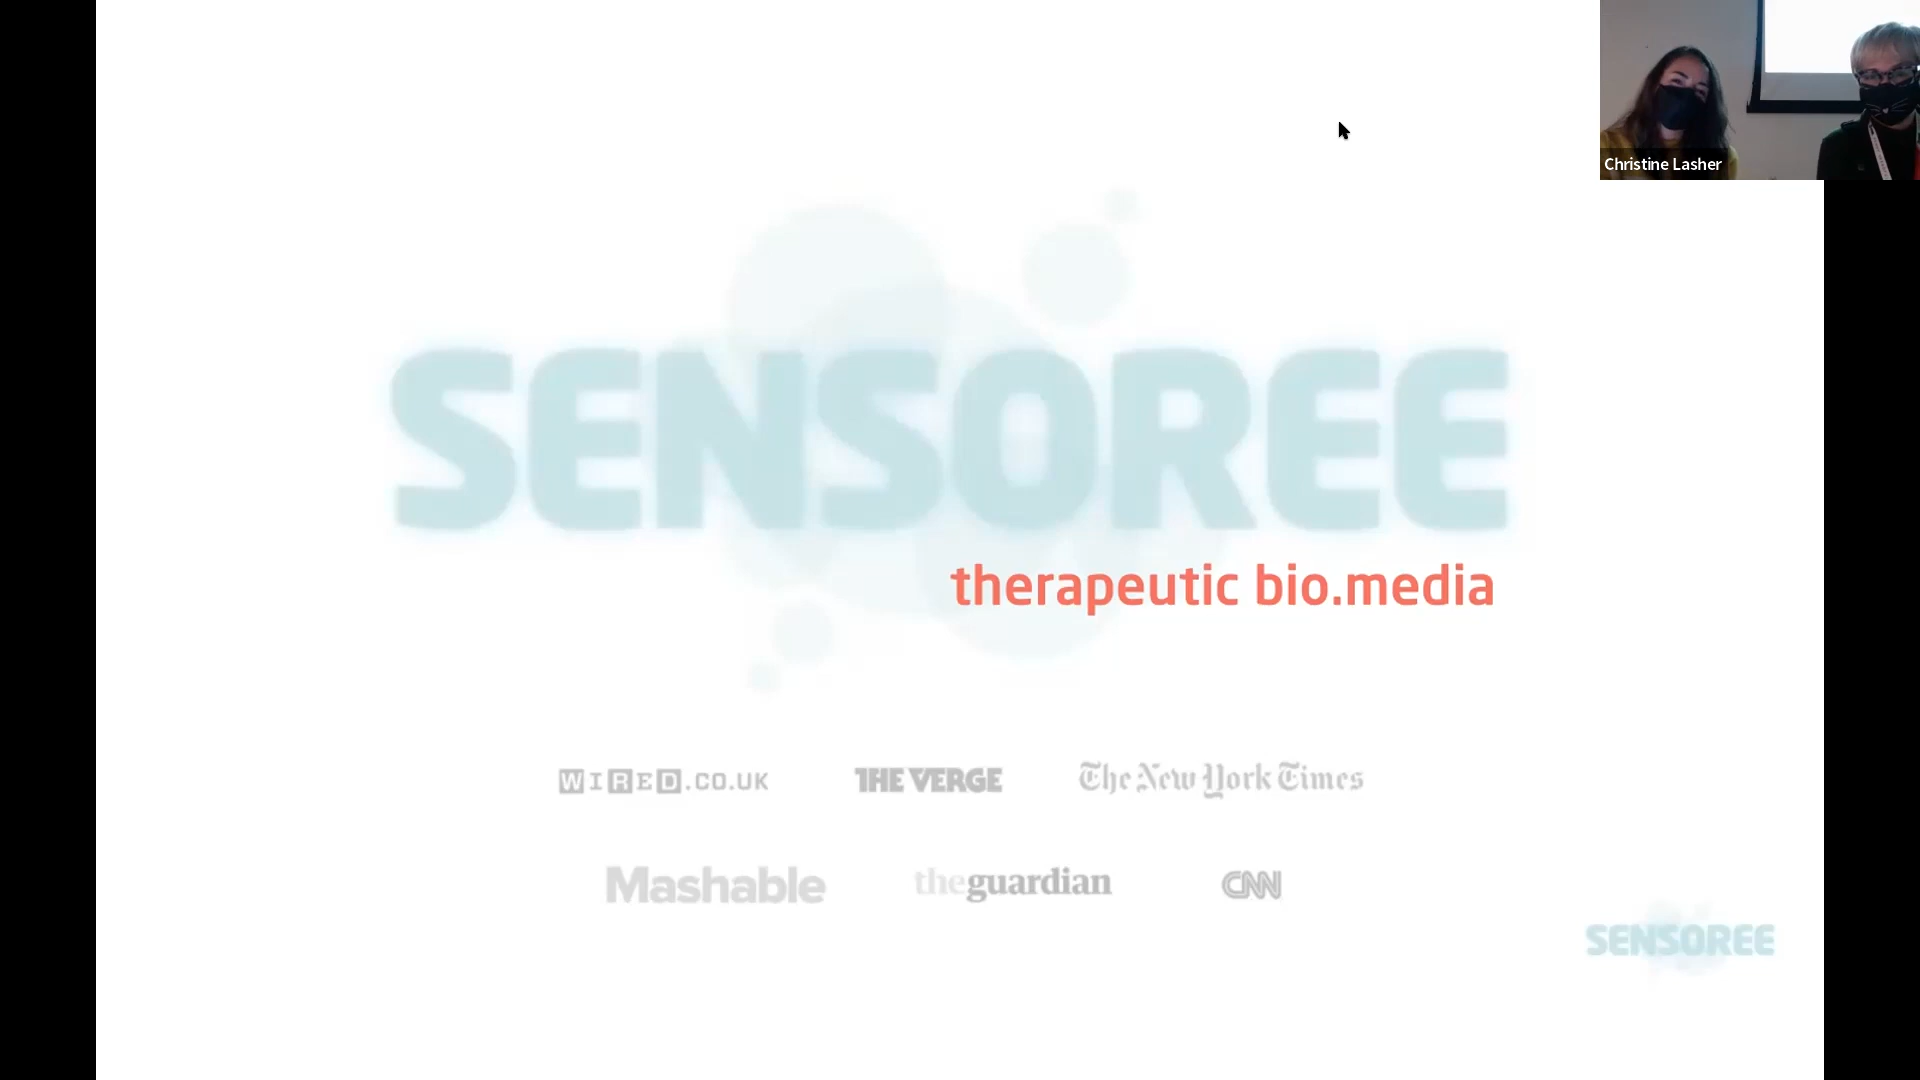 Christine Lasher
SENSOREE
therapeutic bio.media
WIRED.CO.UK THE VERGE The New York Times
Mashable theguardian CNN
SENSOREE